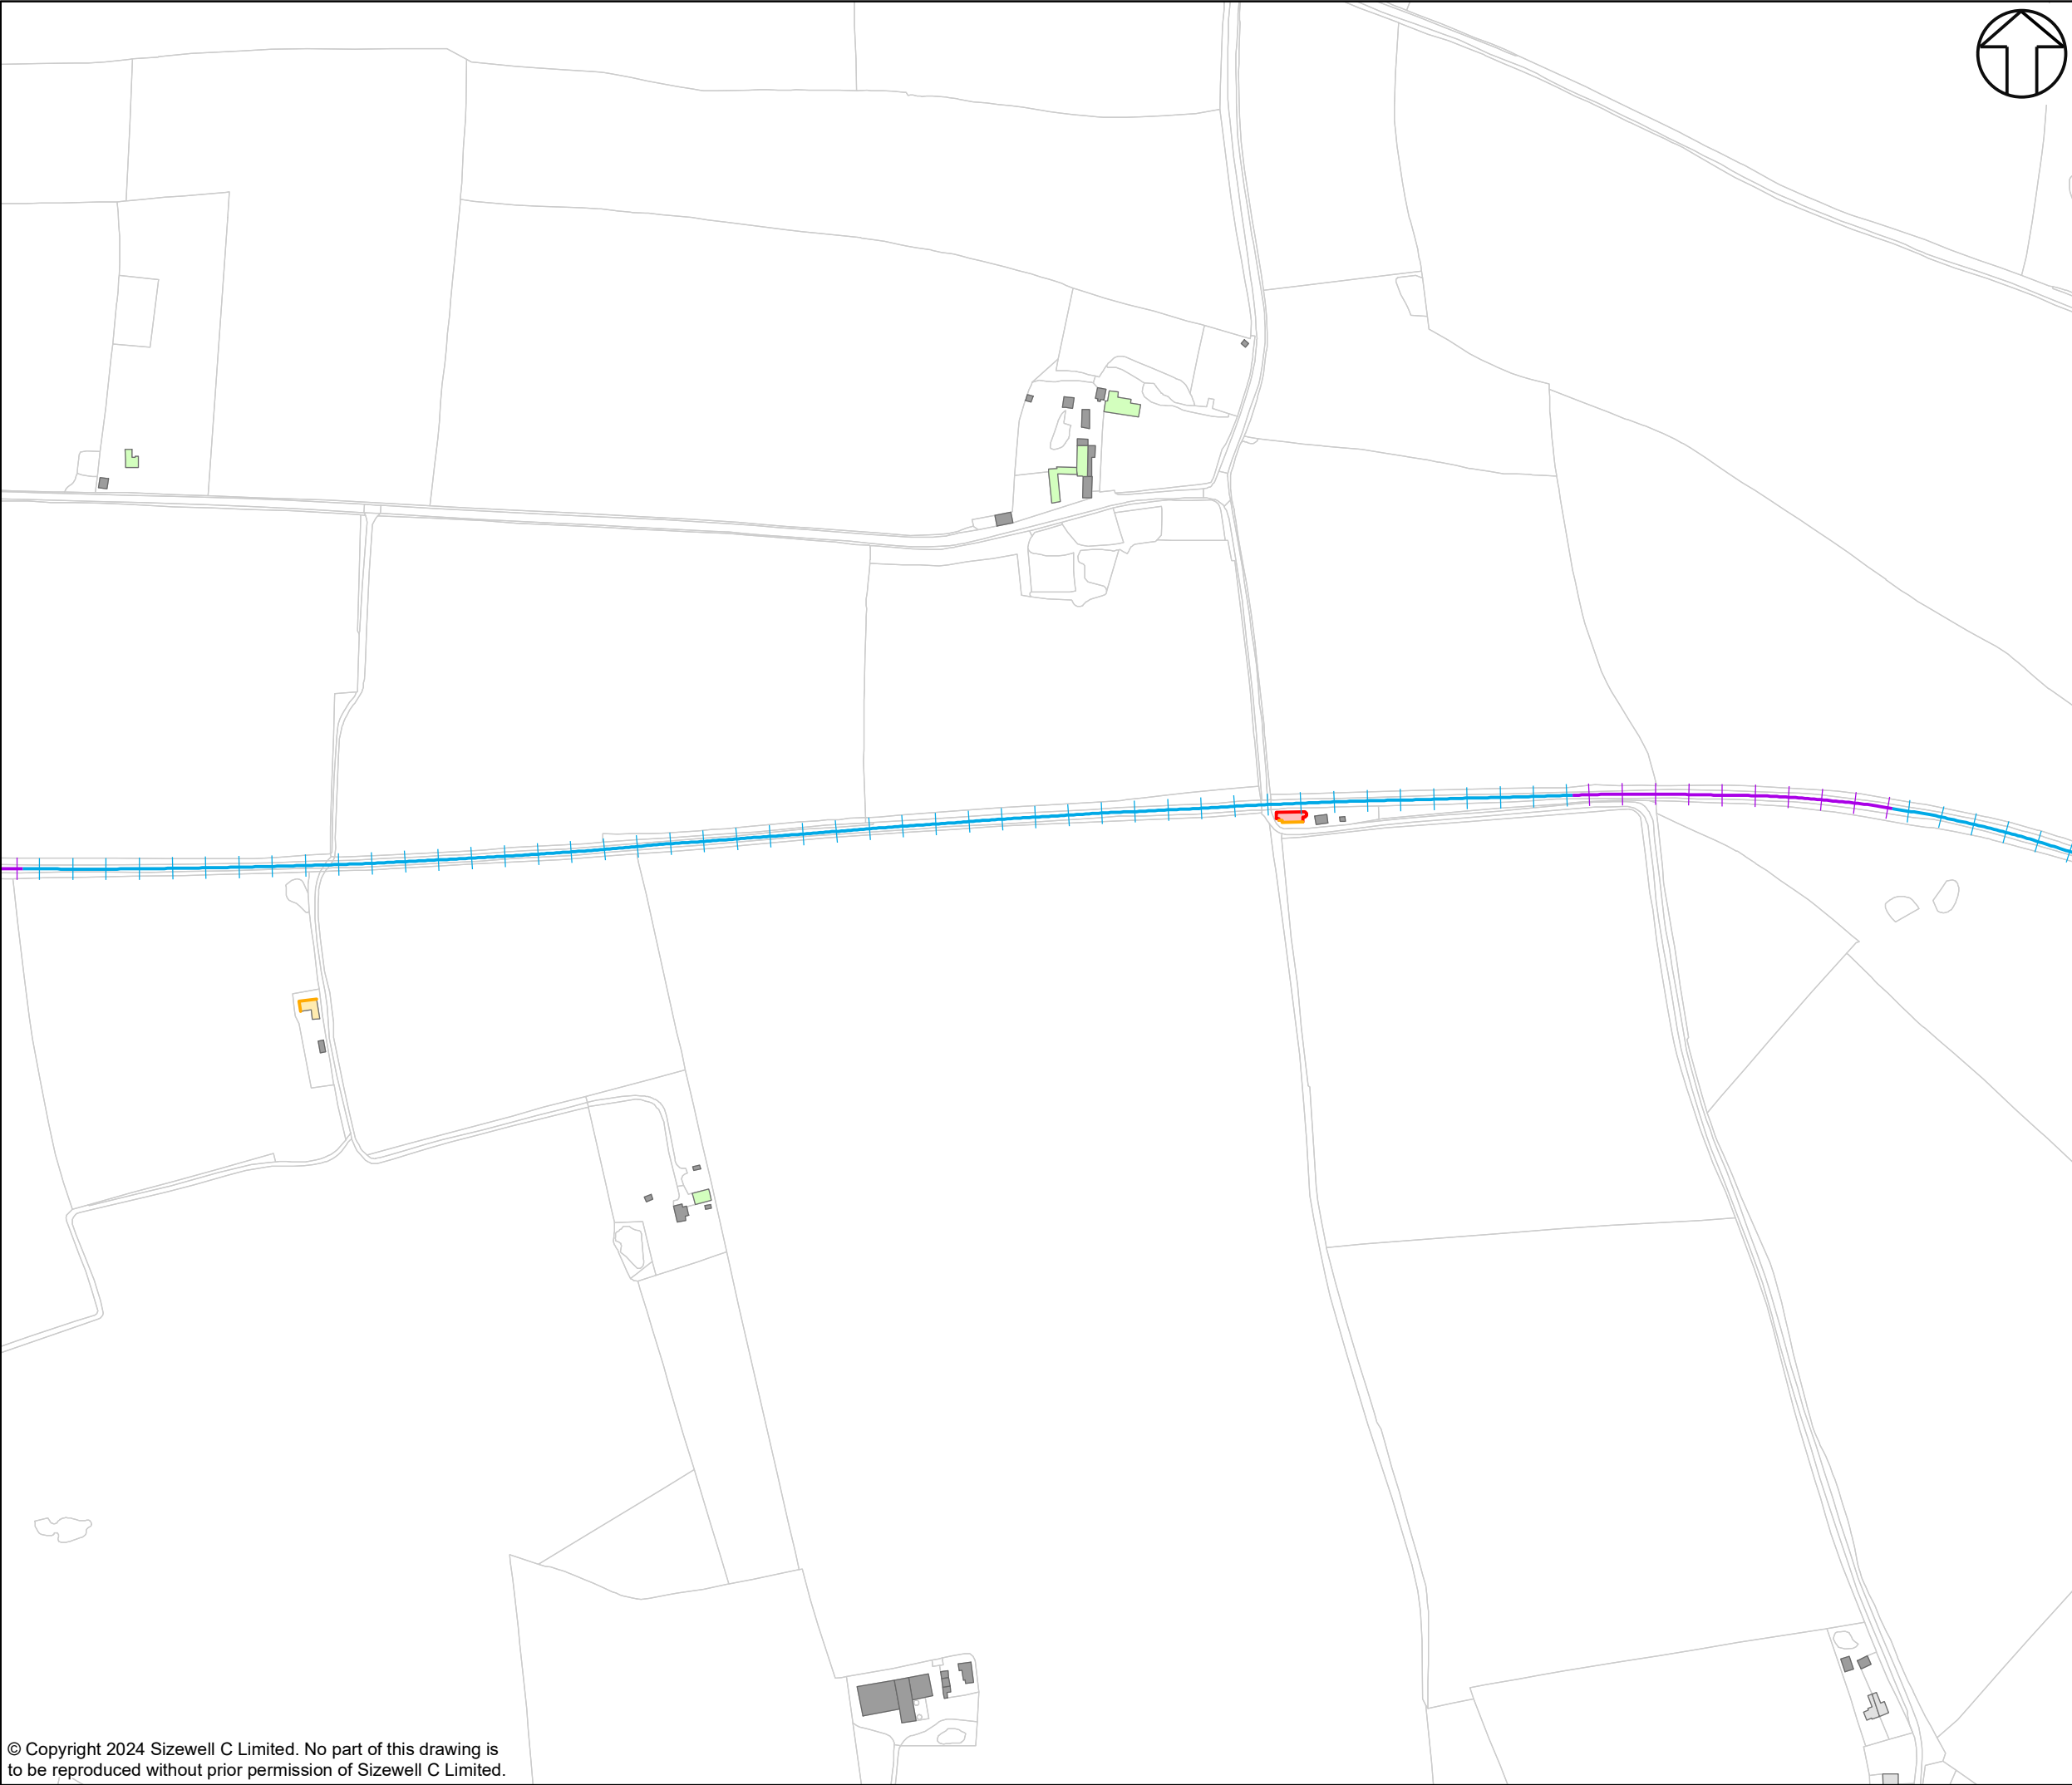 © Copyright 2024 Sizewell C Limited. No part of this drawing is
to be reproduced without prior permission of Sizewell C Limited.